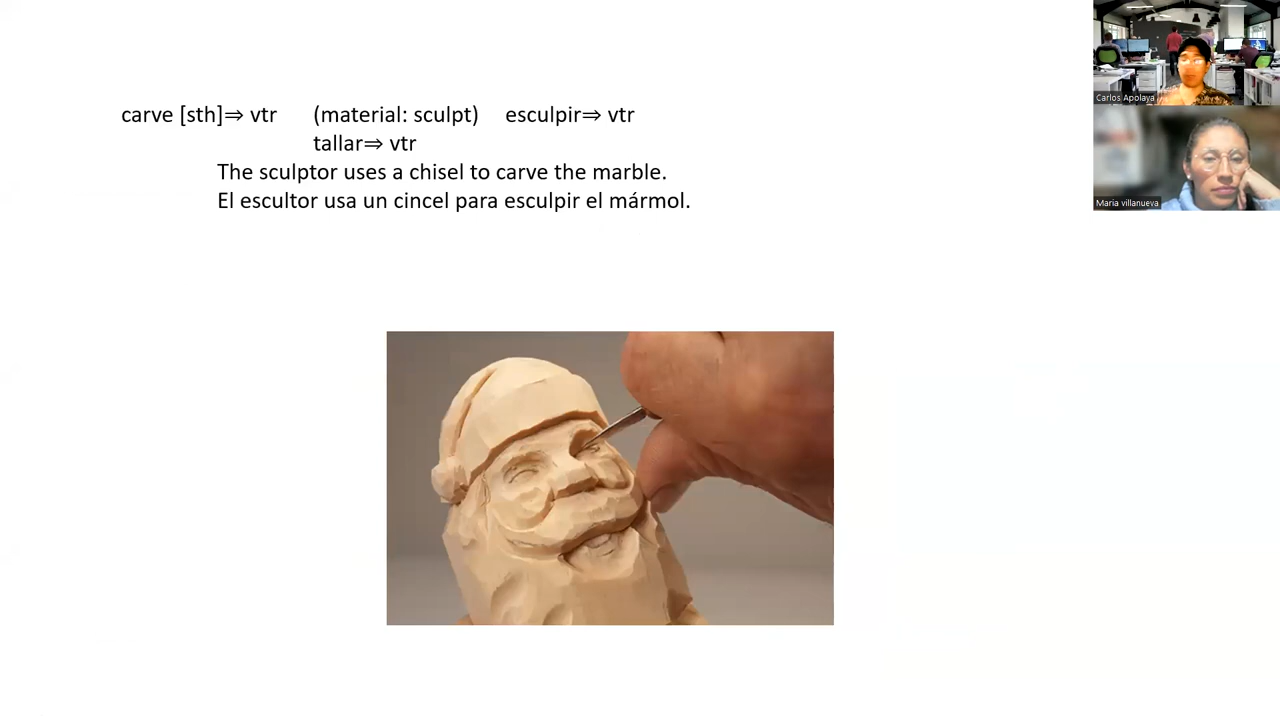 carve [sth]⇒ vtr (material: sculpt) esculpir⇒ vtr
tallar⇒ vtr
The sculptor uses a chisel to carve the marble.
El escultor usa un cincel para esculpir el mármol.
Carlos Apolaya
Maria villanueva